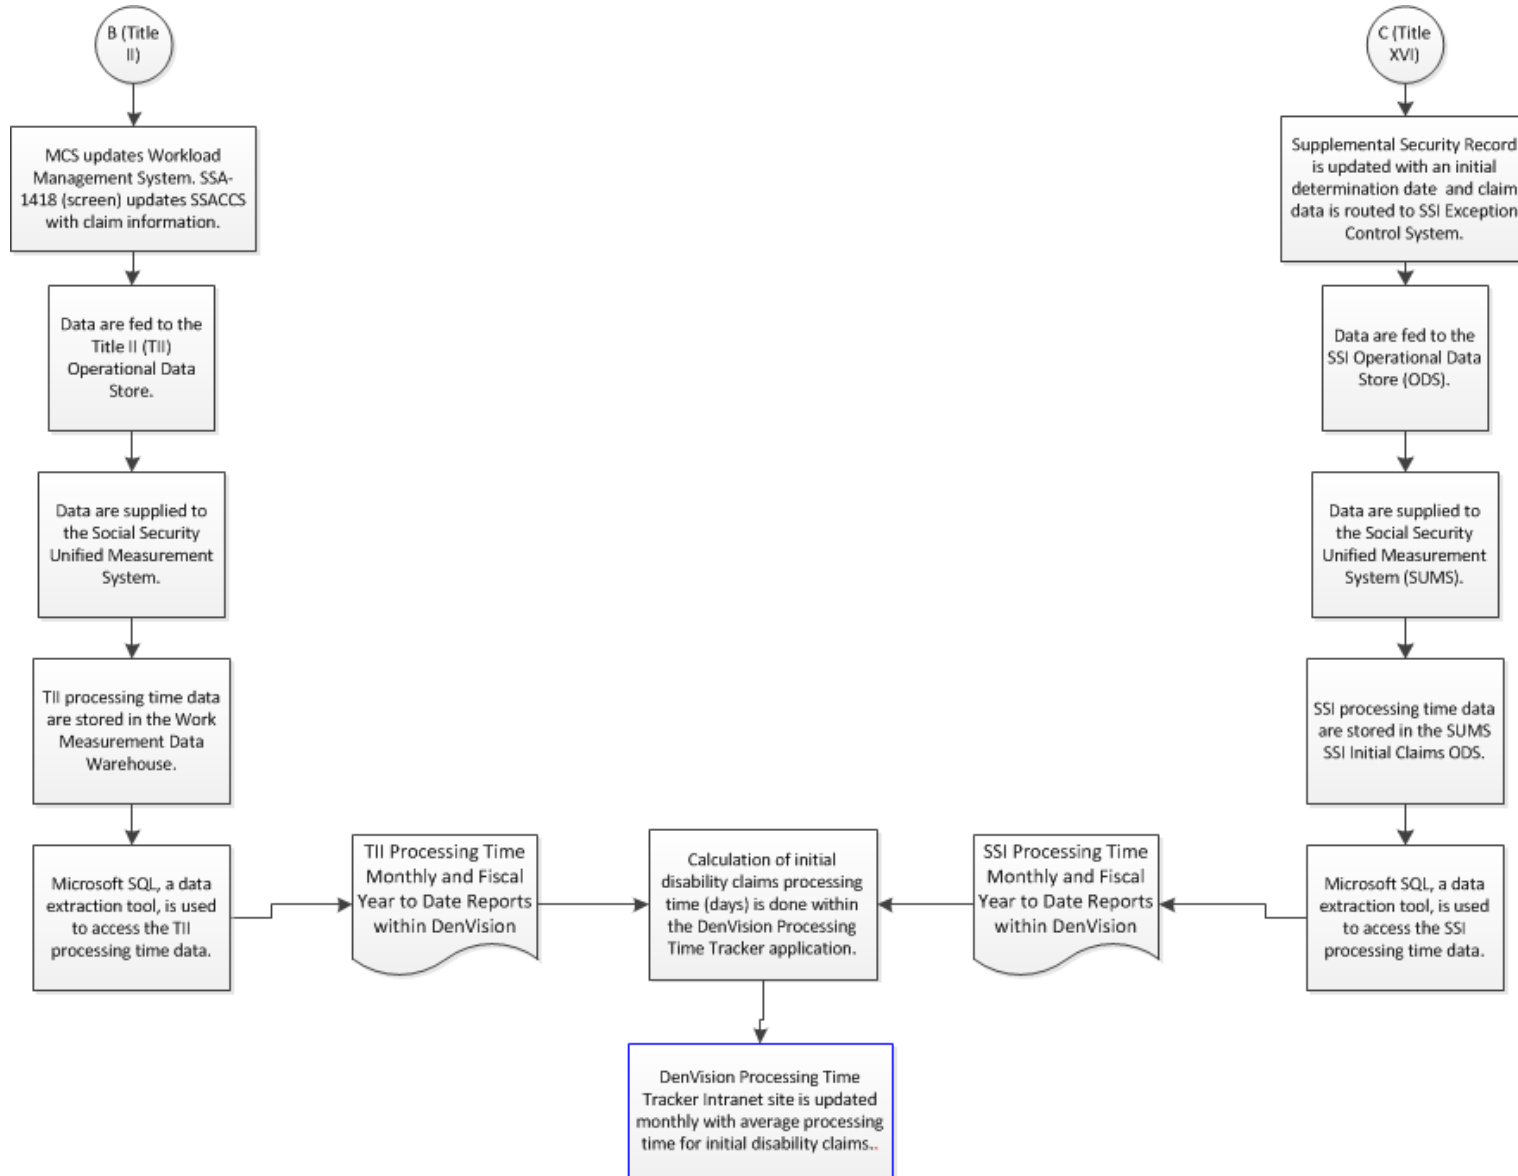 B (Title
II)
MCS updates Workload
Management System. SSA-
1418 (screen) updates SSACCS
with claim information.
Data are fed to the
Title II (TII)
Operational Data
Store.
Data are supplied to
the Social Security
Unified Measurement
System.
TII processing time data
are stored in the Work
Measurement Data
Warehouse.
Microsoft SQL, a data
extraction tool, is used
to access the TII
processing time data.
TII Processing Time
Monthly and Fiscal
Year to Date Reports
within DenVision
C (Title
XVI)
Supplemental Security Record
is updated with an initial
determination date and claim
data is routed to SSI Exception
Control System.
Data are fed to the
SSI Operational Data
Store (ODS).
Data are supplied to
the Social Security
Unified Measurement
System (SUMS).
SSI processing time data
are stored in the SUMS
SSI Initial Claims ODS.
Microsoft SQL, a data
extraction tool, is used
to access the SSI
processing time data.
SSI Processing Time
Monthly and Fiscal
Year to Date Reports
within DenVision
Calculation of initial
disability claims processing
time (days) is done within
the DenVision Processing
Time Tracker application.
DenVision Processing Time
Tracker Intranet site is updated
monthly with average processing
time for initial disability claims..